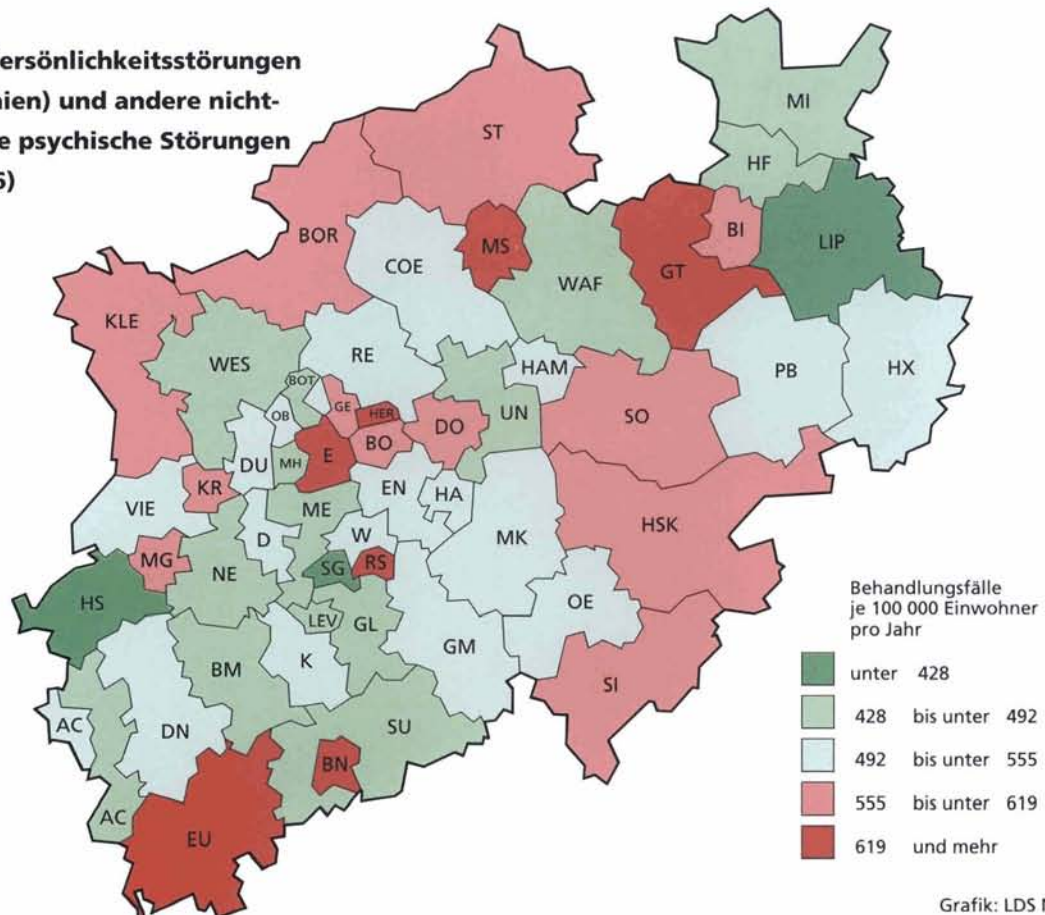 ersönlichkeitsstörungen
nien) und andere nicht-
e psychische Störungen
5)
MI
ST
HF
BOR
MS
BI
LIP
COE
GT
WAF
KLE
WES
RE
HAM
PB
HX
BOT
OB
GE
HER
DO
UN
SO
BO
DU
MH
E
KR
EN
HA
VIE
ME
D
W
MK
HSK
MG
NE
SG
RS
HS
OE
LEV
GL
BM
K
GM
SI
AC
DN
SU
BN
AC
EU
Behandlungsfälle
je 100 000 Einwohner
pro Jahr
unter 428
428 bis unter 492
492 bis unter 555
555 bis unter 619
619 und mehr
Grafik: LDS